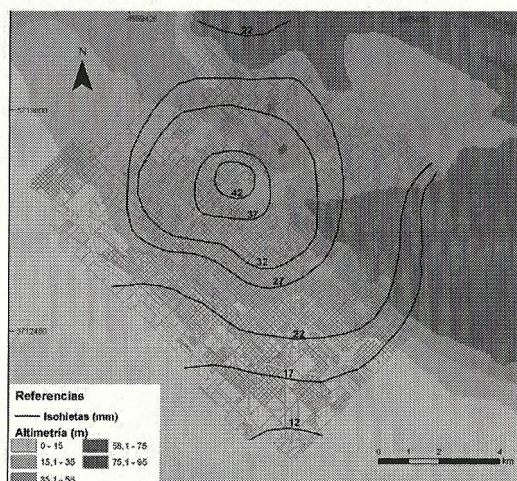 22
N
42
37
32
27
22
17
12
Referencias
Isohietas (mm)
Altimetría (m)
0 - 15
15,1 - 35
35,1 - 58
58,1 - 75
75,1 - 95
0 1 2 4
km